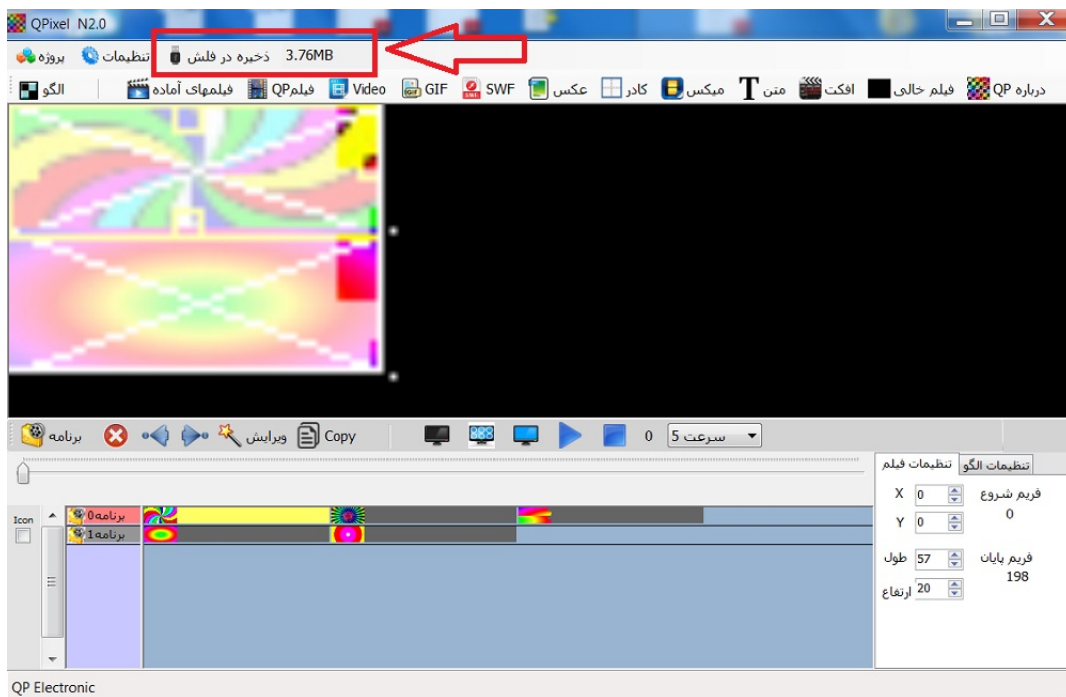 QPixel N2.0
پروژه تنظیمات ذخیره در فلش 3.76MB
الگو فیلمهای آماده فیلمQP Video GIF SWF عکس کادر میکس متن افکت فیلم خالی درباره QP
برنامه ویرایش Copy 0 سرعت 5
تنظیمات فیلم تنظیمات الگو
X 0 فریم شروع
Y 0 0
طول 57 فریم پایان
198
ارتفاع 20
Icon
برنامه0
برنامه1
QP Electronic